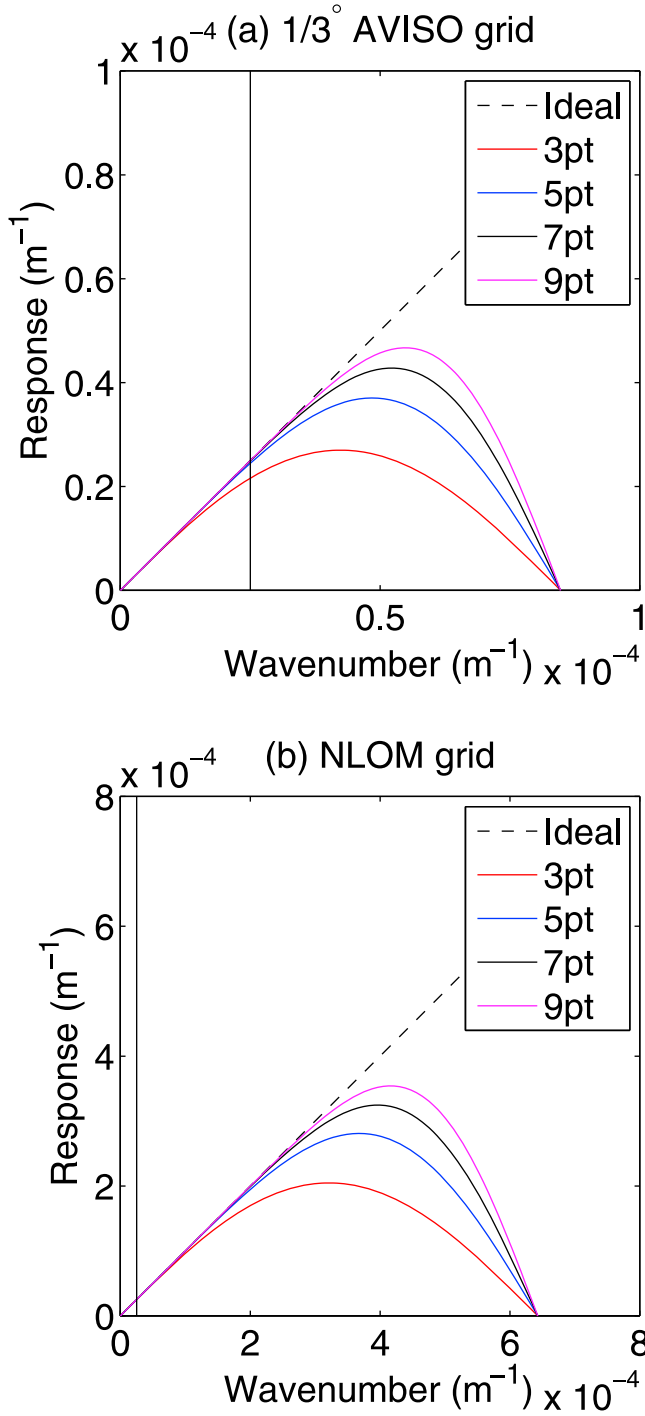 x 10⁻⁴ (a) 1/3° AVISO grid
1
0.8
0.6
0.4
0.2
0
Response (m⁻¹)
Ideal
3pt
5pt
7pt
9pt
0 0.5 1
Wavenumber (m⁻¹) x 10⁻⁴
x 10⁻⁴ (b) NLOM grid
8
6
4
2
0
Response (m⁻¹)
Ideal
3pt
5pt
7pt
9pt
0 2 4 6 8
Wavenumber (m⁻¹) x 10⁻⁴